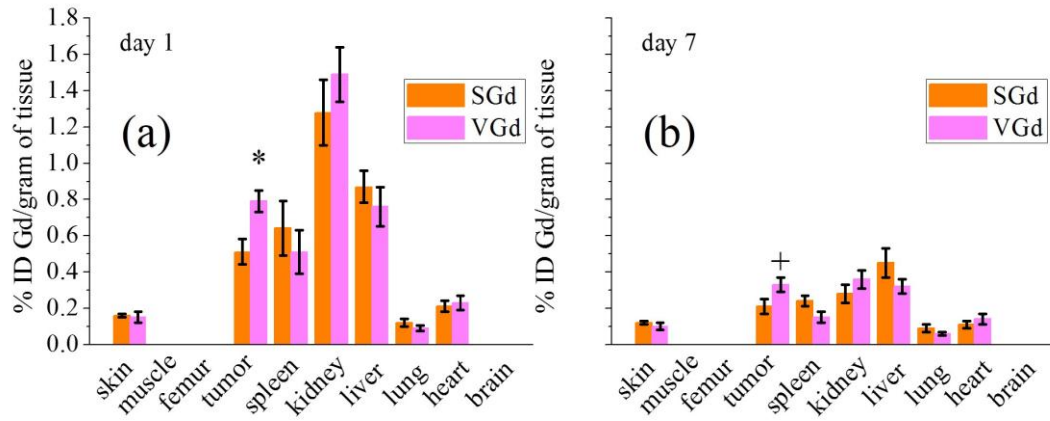 1.8
1.6
1.4
1.2
1.0
0.8
0.6
0.4
0.2
0.0
% ID Gd/gram of tissue
day 1
(a)
SGd
VGd
*
skin
muscle
femur
tumor
spleen
kidney
liver
lung
heart
brain
% ID Gd/gram of tissue
day 7
(b)
SGd
VGd
+
skin
muscle
femur
tumor
spleen
kidney
liver
lung
heart
brain